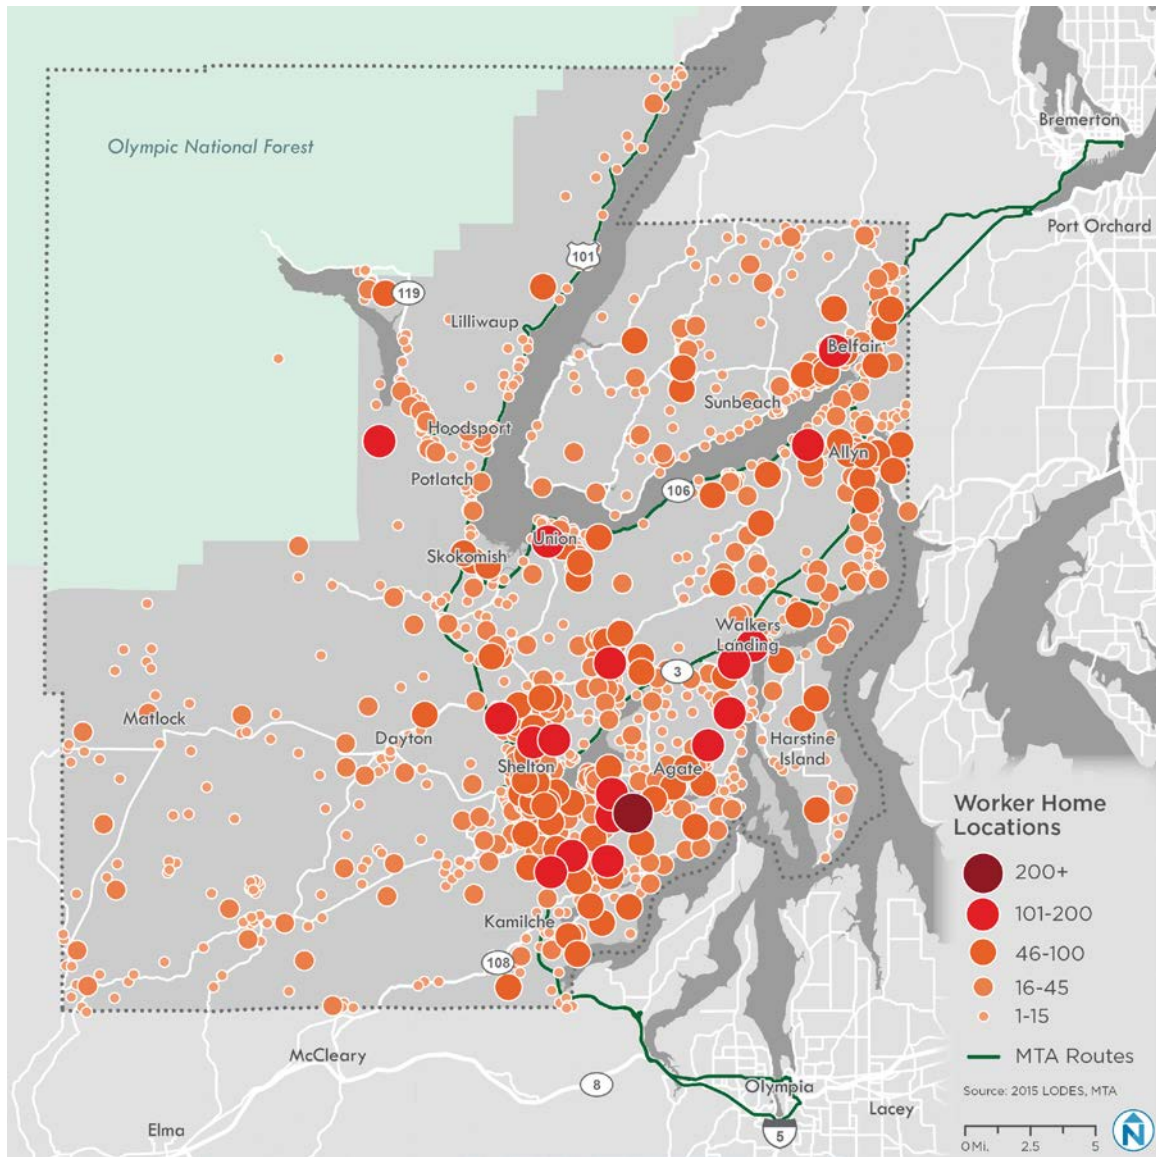 Bremerton
Olympic National Forest
Port Orchard
101
119
Lilliwaup
Belfair
Sunbeach
Hoodsport
Allyn
Potlatch
106
Union
Skokomish
Walkers
Landing
3
Matlock
Dayton
Harstine
Island
Shelton
Agate
Kamilche
108
McCleary
8
Olympia
Lacey
Elma
5
Worker Home
Locations
200+
101-200
46-100
16-45
1-15
MTA Routes
Source: 2015 LODES, MTA
0 Mi. 2.5 5
N